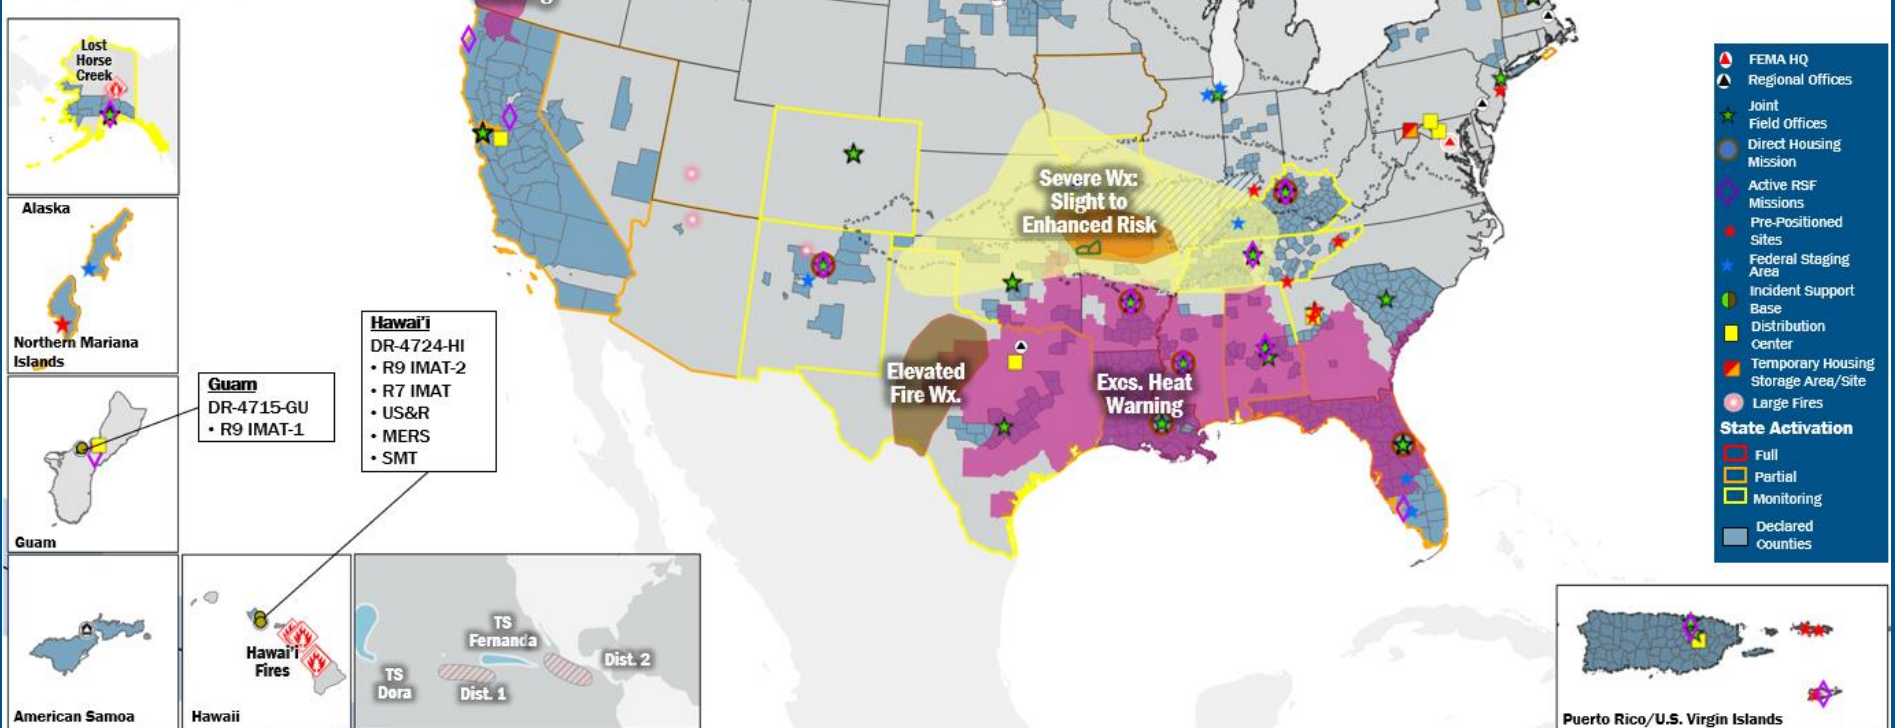 Lost
Horse
Creek
Alaska
Northern Mariana
Islands
Guam
DR-4715-GU
• R9 IMAT-1
Guam
Hawai'i
DR-4724-HI
• R9 IMAT-2
• R7 IMAT
• US&R
• MERS
• SMT
American Samoa
Hawai'i
Fires
Hawaii
TS
Dora
TS
Fernanda
Dist. 1
Dist. 2
Severe Wx:
Slight to
Enhanced Risk
Elevated
Fire Wx.
Excs. Heat
Warning
FEMA HQ
Regional Offices
Joint
Field Offices
Direct Housing
Mission
Active RSF
Missions
Pre-Positioned
Sites
Federal Staging
Area
Incident Support
Base
Distribution
Center
Temporary Housing
Storage Area/Site
Large Fires
State Activation
Full
Partial
Monitoring
Declared
Counties
Puerto Rico/U.S. Virgin Islands